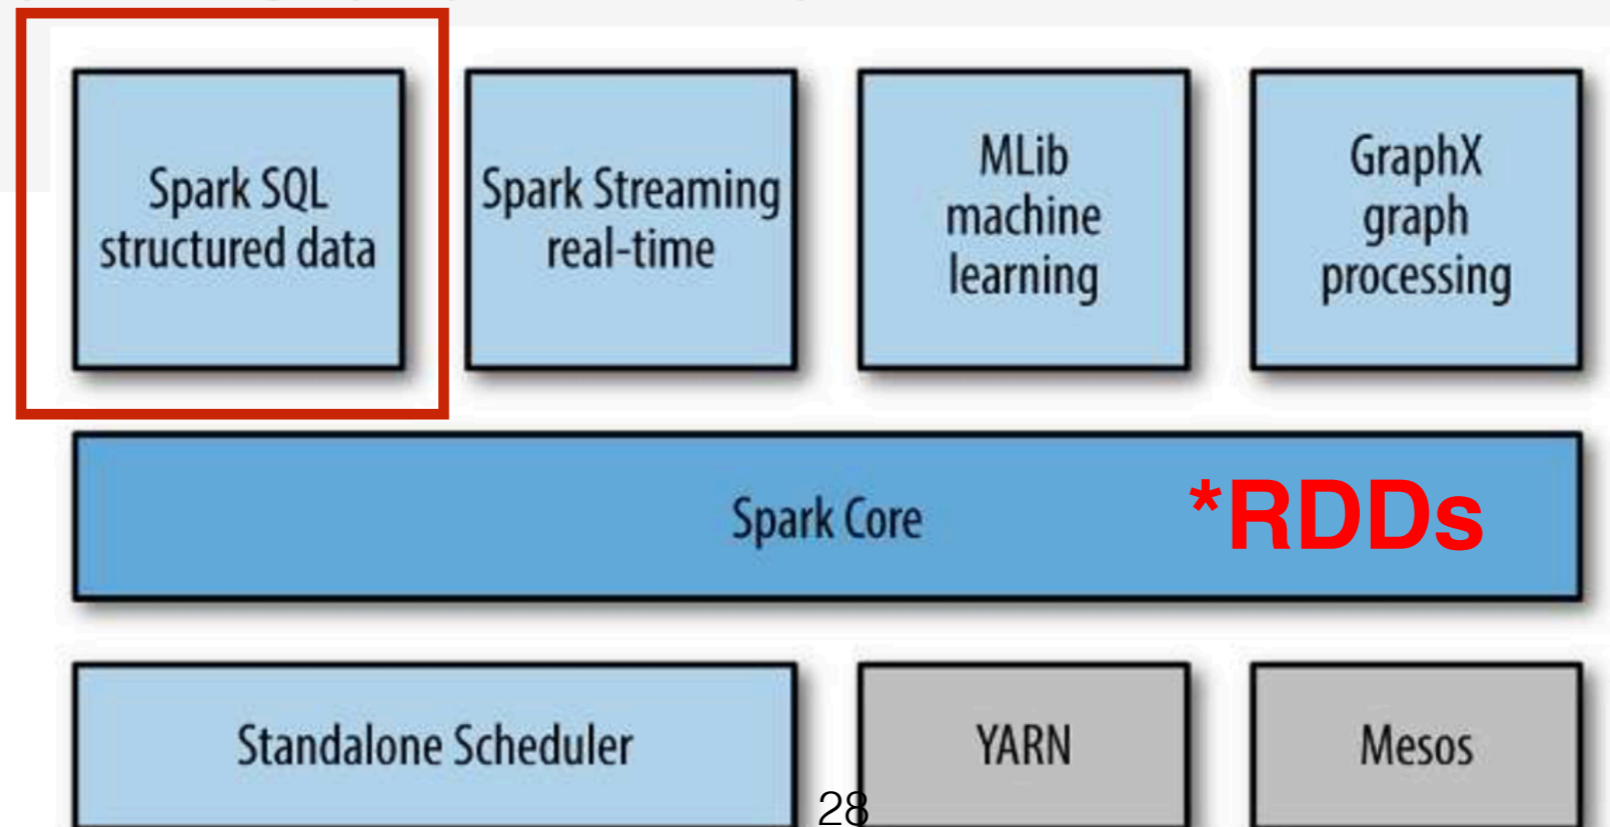 Spark SQL
structured data
Spark Streaming
real-time
MLib
machine
learning
GraphX
graph
processing
Spark Core
*RDDs
Standalone Scheduler
YARN
Mesos
28